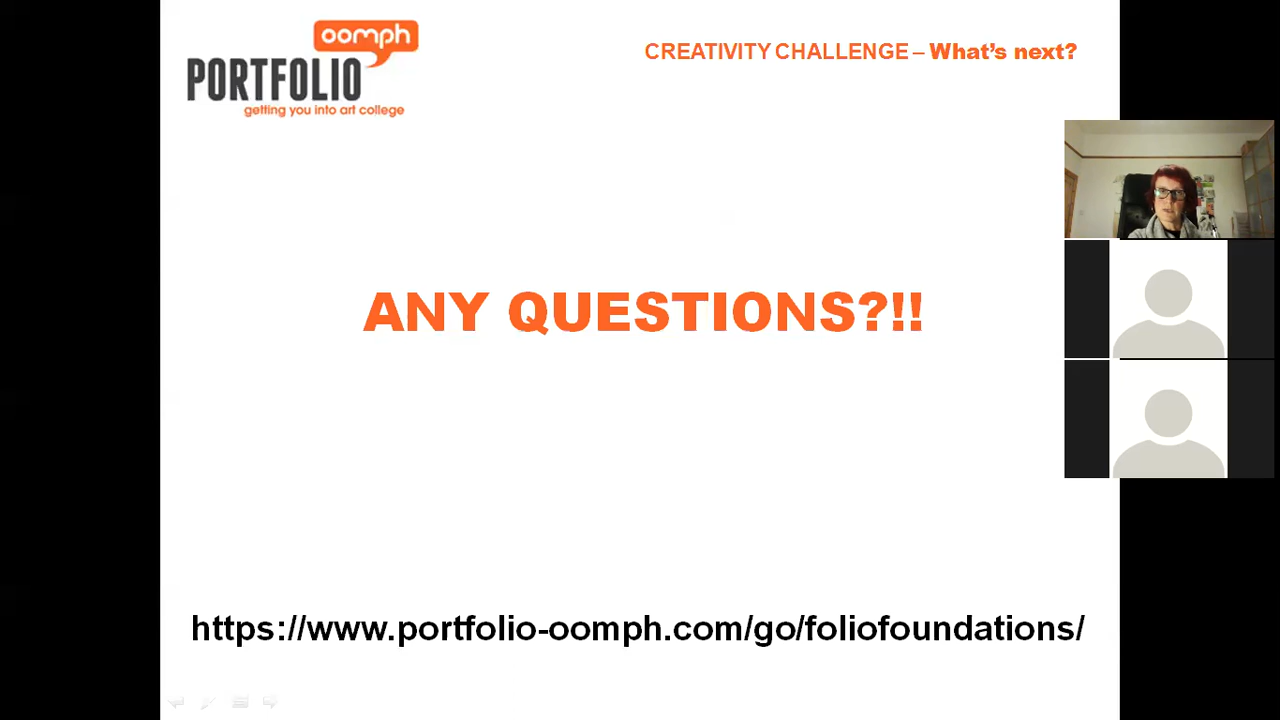 oomph
PORTFOLIO
getting you into art college
CREATIVITY CHALLENGE – What's next?
ANY QUESTIONS?!!
https://www.portfolio-oomph.com/go/foliofoundations/